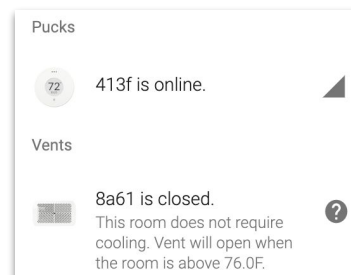 Pucks
72
413f is online.
Vents
8a61 is closed.
This room does not require
cooling. Vent will open when
the room is above 76.0F.
?